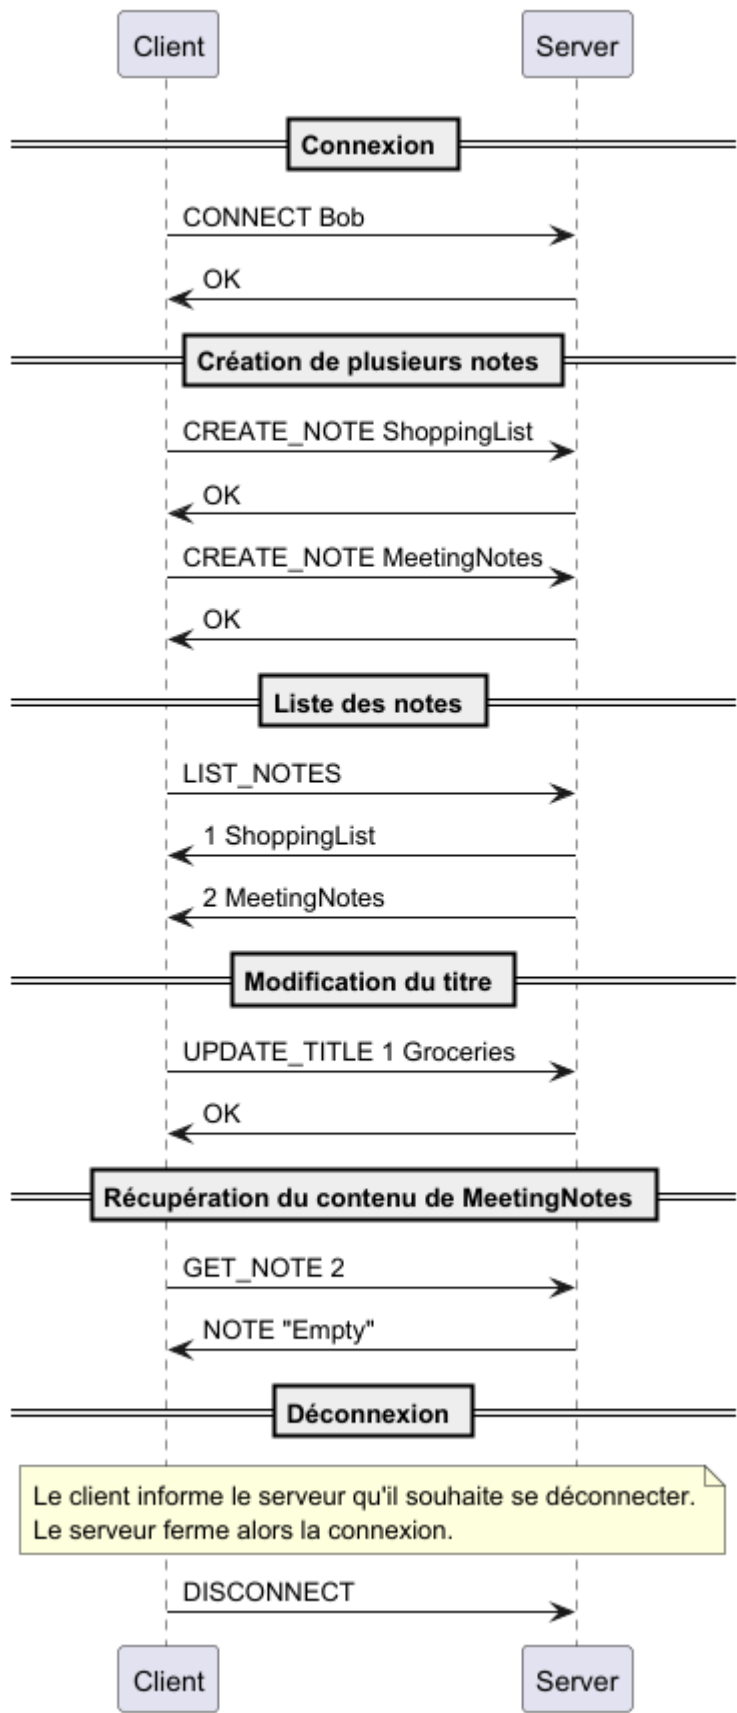 Client
Server
Connexion
CONNECT Bob
OK
Création de plusieurs notes
CREATE_NOTE ShoppingList
OK
CREATE_NOTE MeetingNotes
OK
Liste des notes
LIST_NOTES
1 ShoppingList
2 MeetingNotes
Modification du titre
UPDATE_TITLE 1 Groceries
OK
Récupération du contenu de MeetingNotes
GET_NOTE 2
NOTE "Empty"
Déconnexion
Le client informe le serveur qu'il souhaite se déconnecter.
Le serveur ferme alors la connexion.
DISCONNECT
Client
Server